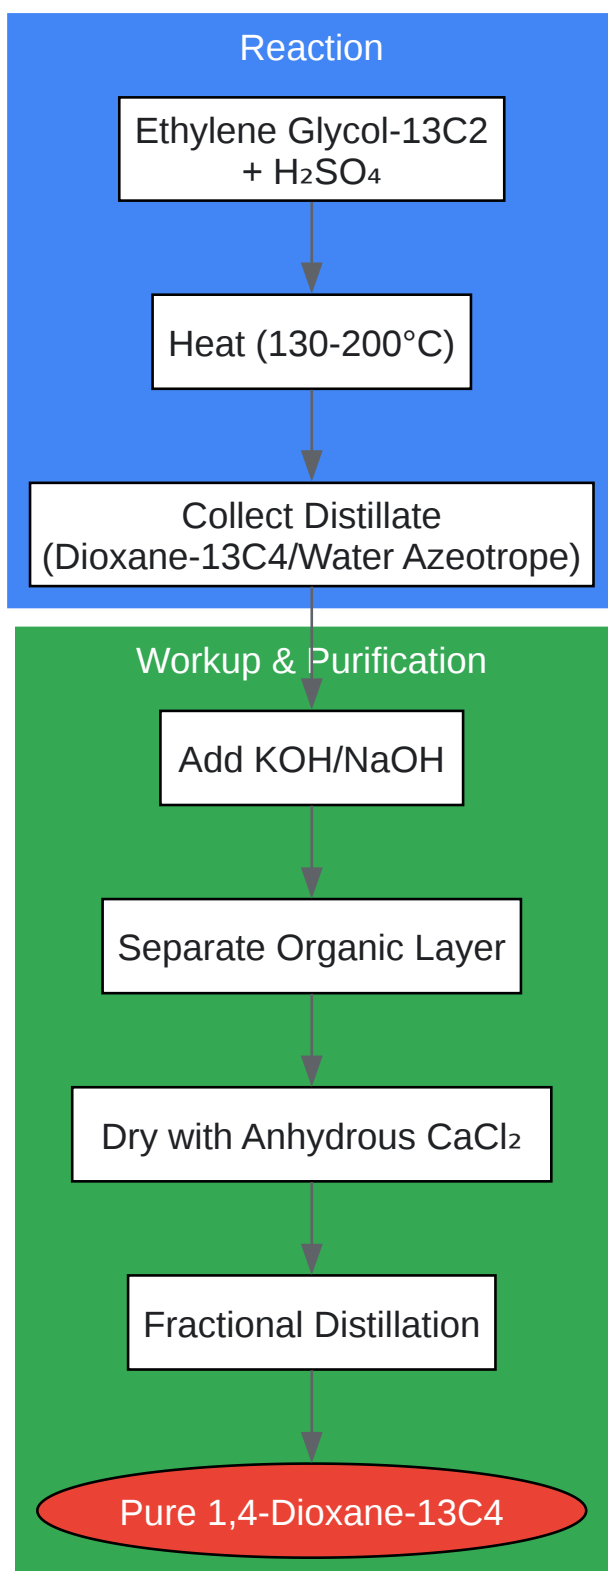 Reaction
Ethylene Glycol-13C2
+ H₂SO₄
Heat (130-200°C)
Collect Distillate
(Dioxane-13C4/Water Azeotrope)
Workup & Purification
Add KOH/NaOH
Separate Organic Layer
Dry with Anhydrous CaCl₂
Fractional Distillation
Pure 1,4-Dioxane-13C4